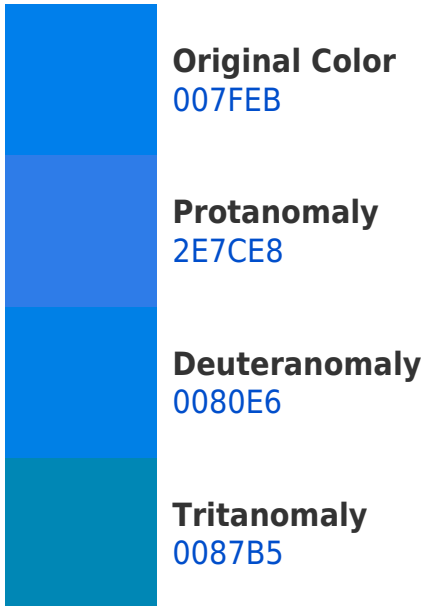 Original Color
007FEB
Protanomaly
2E7CE8
Deuteranomaly
0080E6
Tritanomaly
0087B5